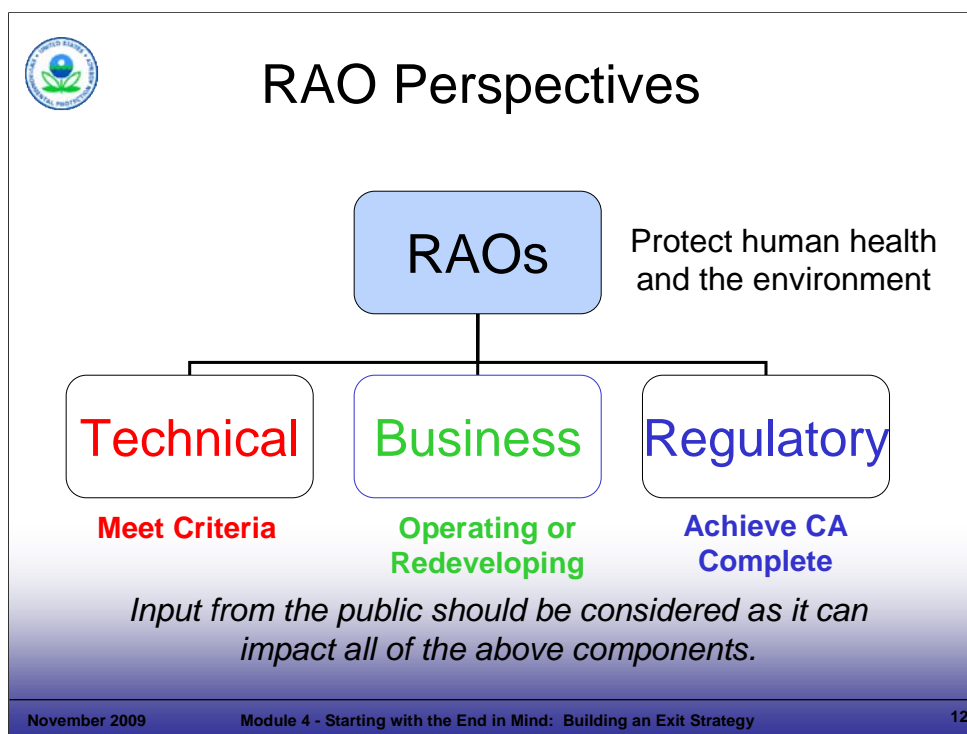 RAO Perspectives
RAOs
Protect human health
and the environment
Technical
Business
Regulatory
Meet Criteria
Operating or
Redeveloping
Achieve CA
Complete
Input from the public should be considered as it can
impact all of the above components.
November 2009
Module 4 - Starting with the End in Mind: Building an Exit Strategy
12